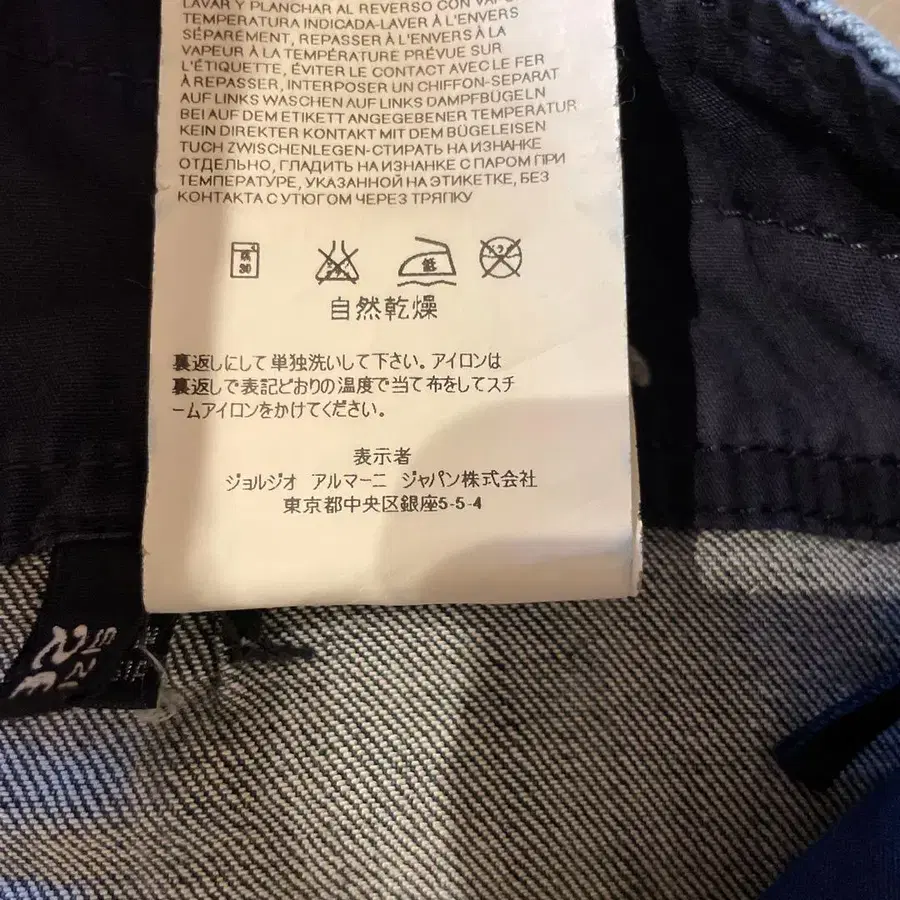 LAVAR Y PLANCHAR AL REVERSO CON VAPOR
TEMPERATURA INDICADA-LAVER À L'ENVERS
SÉPARÉMENT, REPASSER À L'ENVERS À LA
VAPEUR À LA TEMPÉRATURE PRÉVUE SUR
L'ÉTIQUETTE, ÉVITER LE CONTACT AVEC LE FER
À REPASSER, INTERPOSER UN CHIFFON-SEPARAT
AUF LINKS WASCHEN AUF LINKS DAMPFBÜGELN
BEI AUF DEM ETIKETT ANGEGEBENER TEMPERATUR
KEIN DIREKTER KONTAKT MIT DEM BÜGELEISEN
TUCH ZWISCHENLEGEN-СТИРАТЬ НА ИЗНАНКЕ
ОТДЕЛЬНО, ГЛАДИТЬ НА ИЗНАНКЕ С ПАРОМ ПРИ
ТЕМПЕРАТУРЕ, УКАЗАННОЙ НА ЭТИКЕТКЕ, БЕЗ
КОНТАКТА С УТЮГОМ ЧЕРЕЗ ТРЯПКУ
30
低
自然乾燥
裏返しにして単独洗いして下さい。アイロンは
裏返しで表記どおりの温度で当て布をしてスチ
ームアイロンをかけてください。
表示者
ジョルジオ アルマーニ ジャパン株式会社
東京都中央区銀座5-5-4